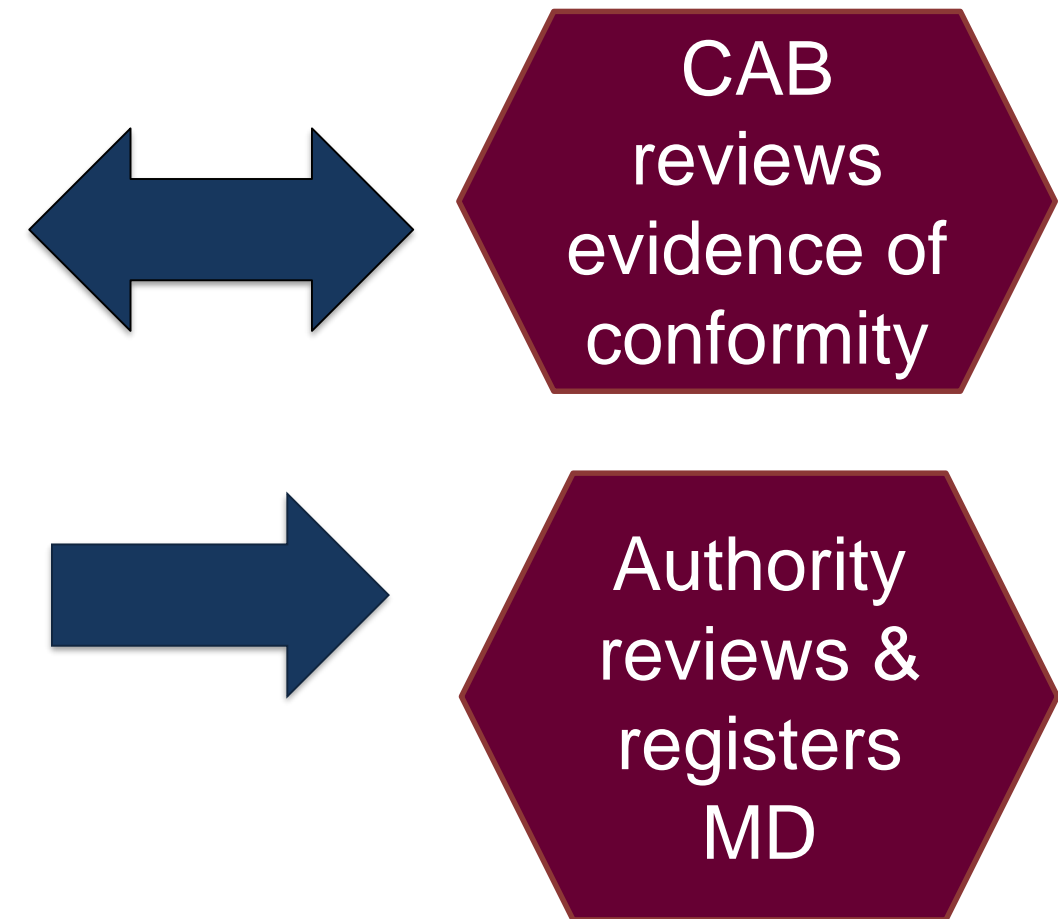 CAB
reviews
evidence of
conformity
Authority
reviews &
registers
MD